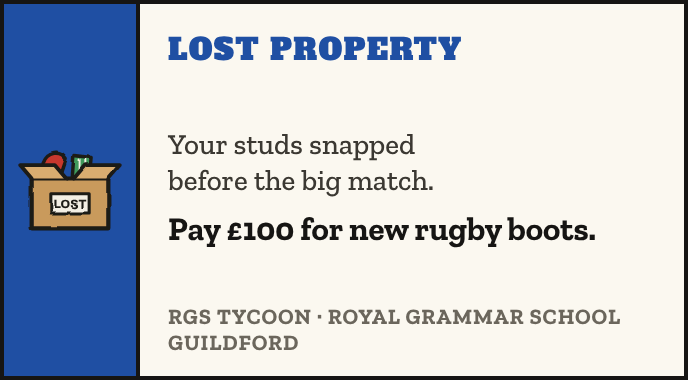 LOST PROPERTY
Your studs snapped
before the big match.
Pay £100 for new rugby boots.
LOST
RGS TYCOON · ROYAL GRAMMAR SCHOOL
GUILDFORD